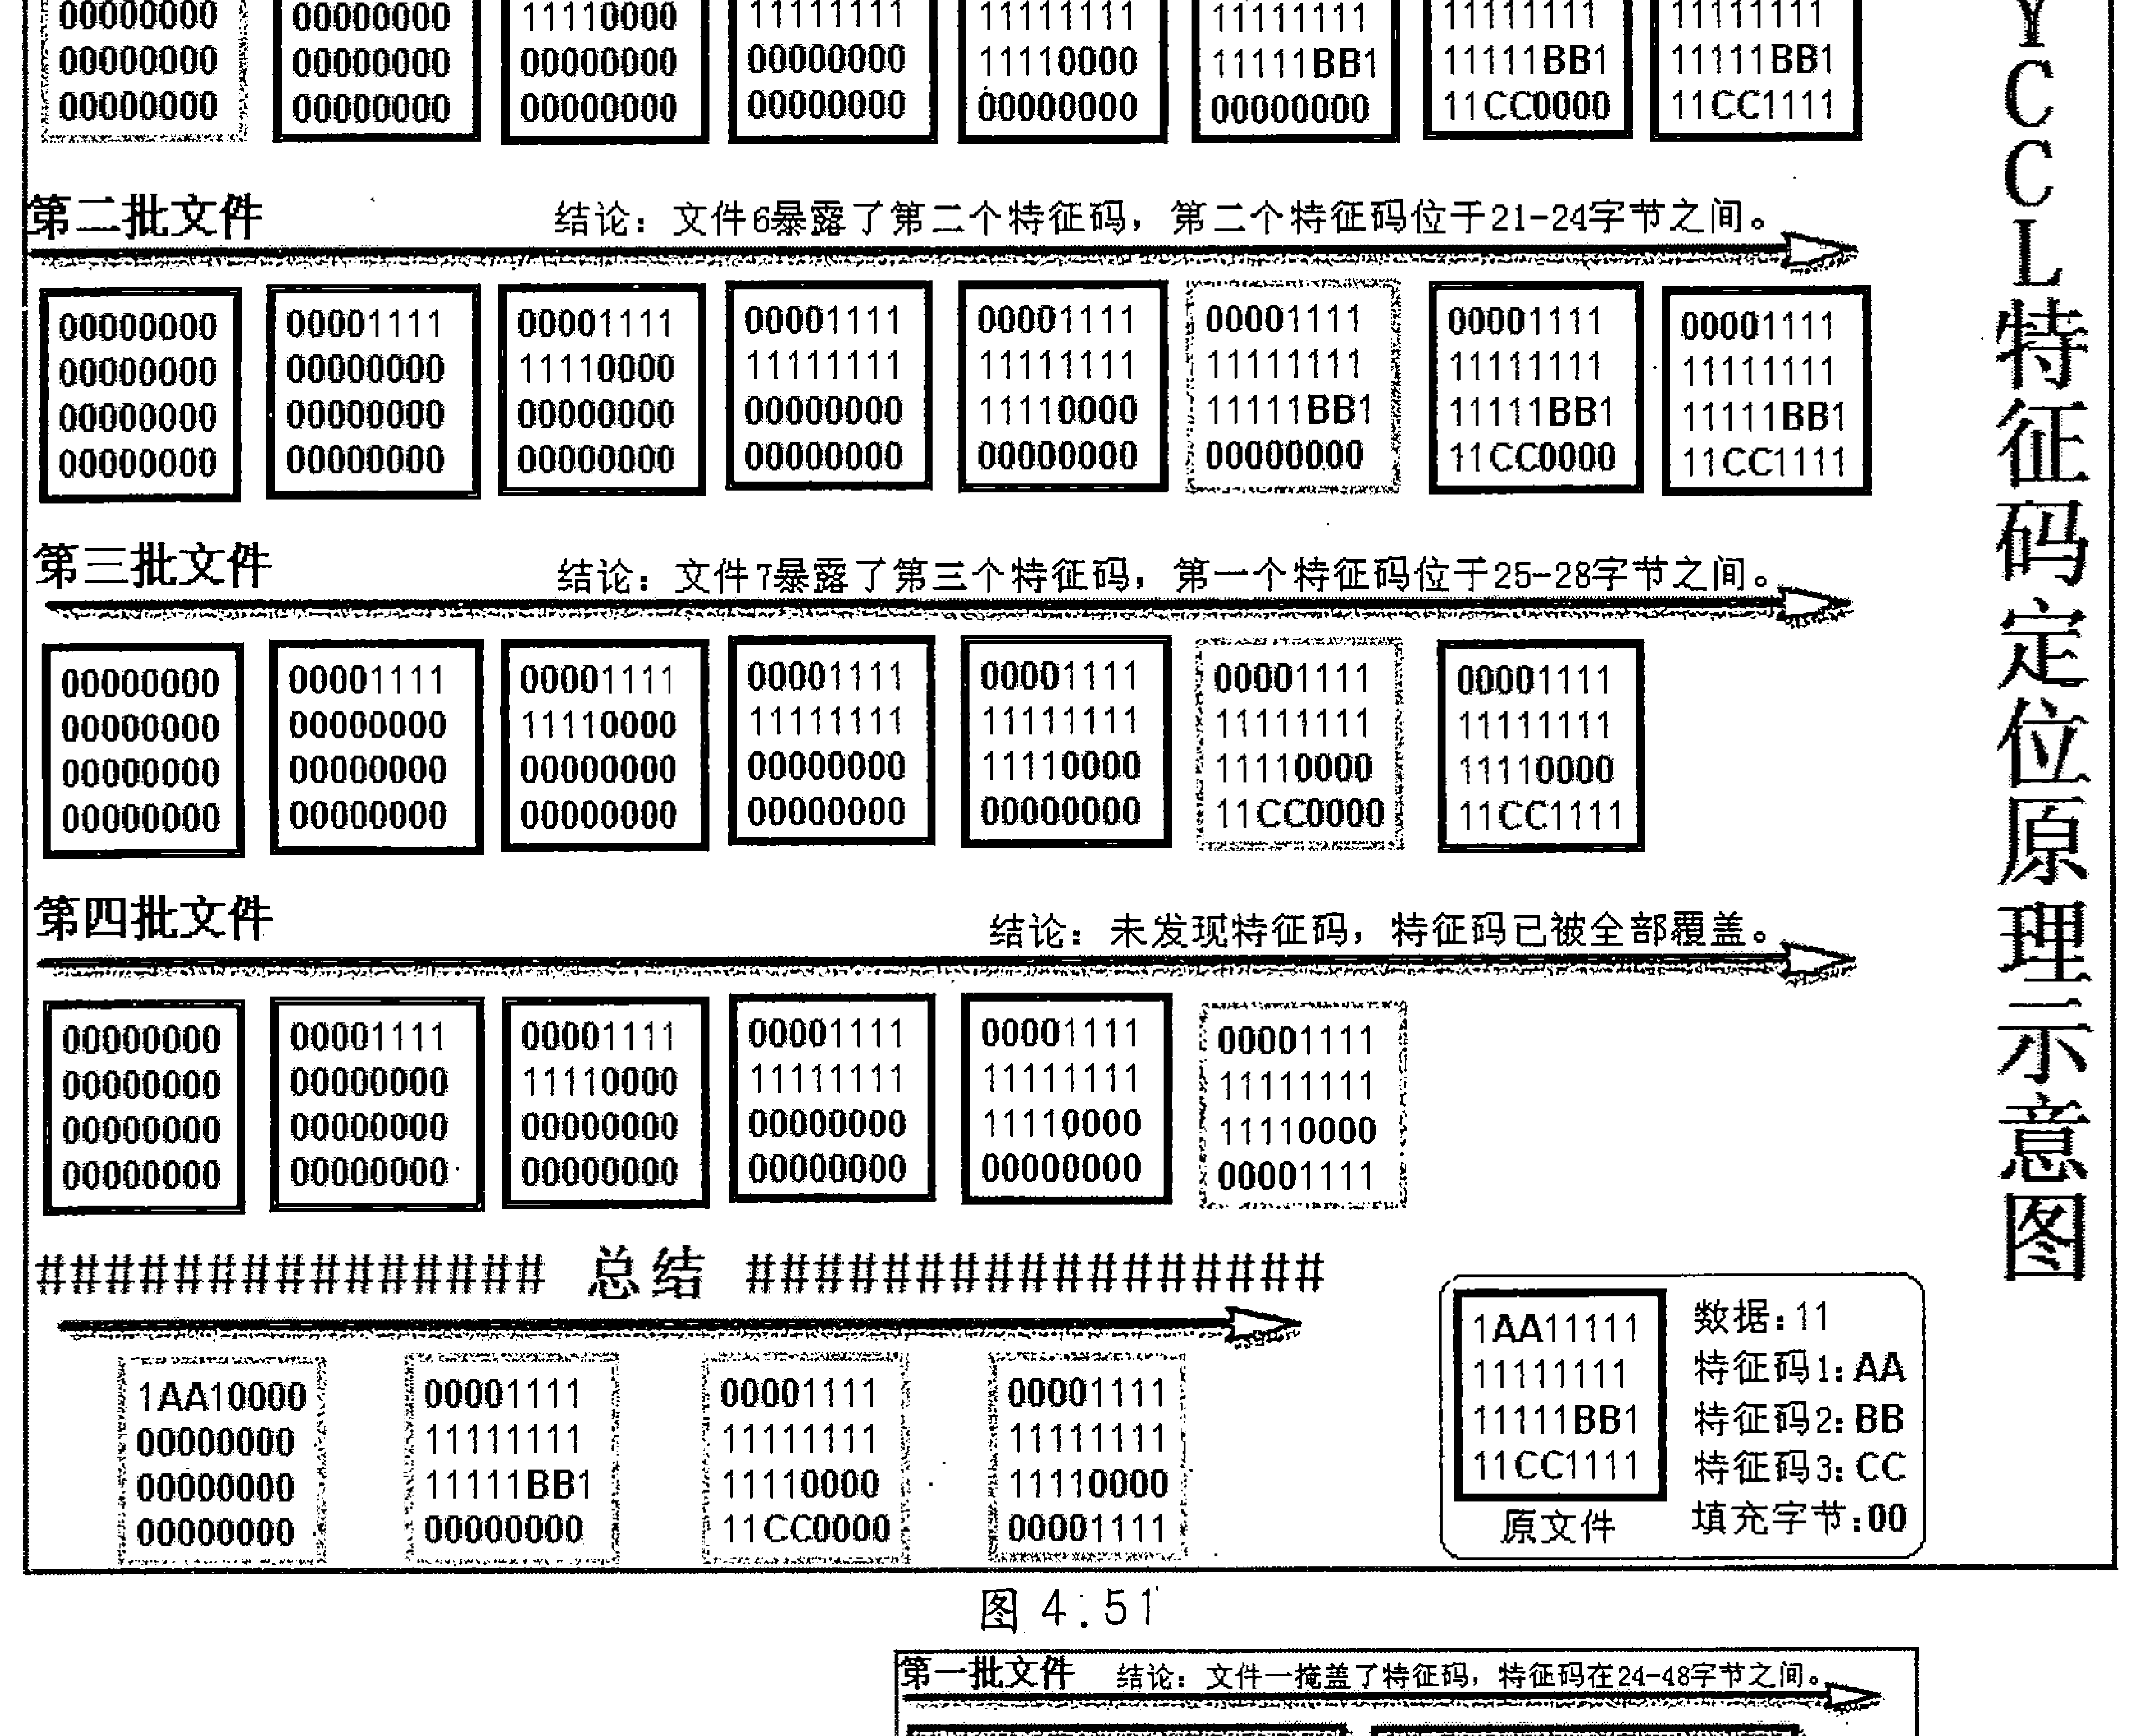 00000000 00000000 11110000 11111111 11111111 11111111 11111111 11111111
00000000 00000000 00000000 00000000 11110000 11111BB1 11111BB1 11111BB1
00000000 00000000 00000000 00000000 00000000 00000000 11CC0000 11CC1111
第二批文件 结论：文件6暴露了第二个特征码，第二个特征码位于21-24字节之间。
00000000 00001111 00001111 00001111 00001111 00001111 00001111 00001111
00000000 00000000 11110000 11111111 11111111 11111111 11111111 11111111
00000000 00000000 00000000 00000000 11110000 11111BB1 11111BB1 11111BB1
00000000 00000000 00000000 00000000 00000000 00000000 11CC0000 11CC1111
第三批文件 结论：文件7暴露了第三个特征码，第一个特征码位于25-28字节之间。
00000000 00001111 00001111 00001111 00001111 00001111 00001111
00000000 00000000 11110000 11111111 11111111 11111111 11111111
00000000 00000000 00000000 00000000 11110000 11110000 11110000
00000000 00000000 00000000 00000000 00000000 11CC0000 11CC1111
第四批文件 结论：未发现特征码，特征码已被全部覆盖。
00000000 00001111 00001111 00001111 00001111 00001111
00000000 00000000 11110000 11111111 11111111 11111111
00000000 00000000 00000000 00000000 11110000 11110000
00000000 00000000 00000000 00000000 00000000 00001111
############### 总结 #################
1AA10000 00001111 00001111 00001111
00000000 11111111 11111111 11111111
00000000 11111BB1 11110000 11110000
00000000 00000000 11CC0000 00001111
1AA11111
11111111
11111BB1
11CC1111
原文件
数据:11
特征码1:AA
特征码2:BB
特征码3:CC
填充字节:00
YCCL特征码定位原理示意图
图 4.51
第一批文件 结论：文件一掩盖了特征码，特征码在24-48字节之间。